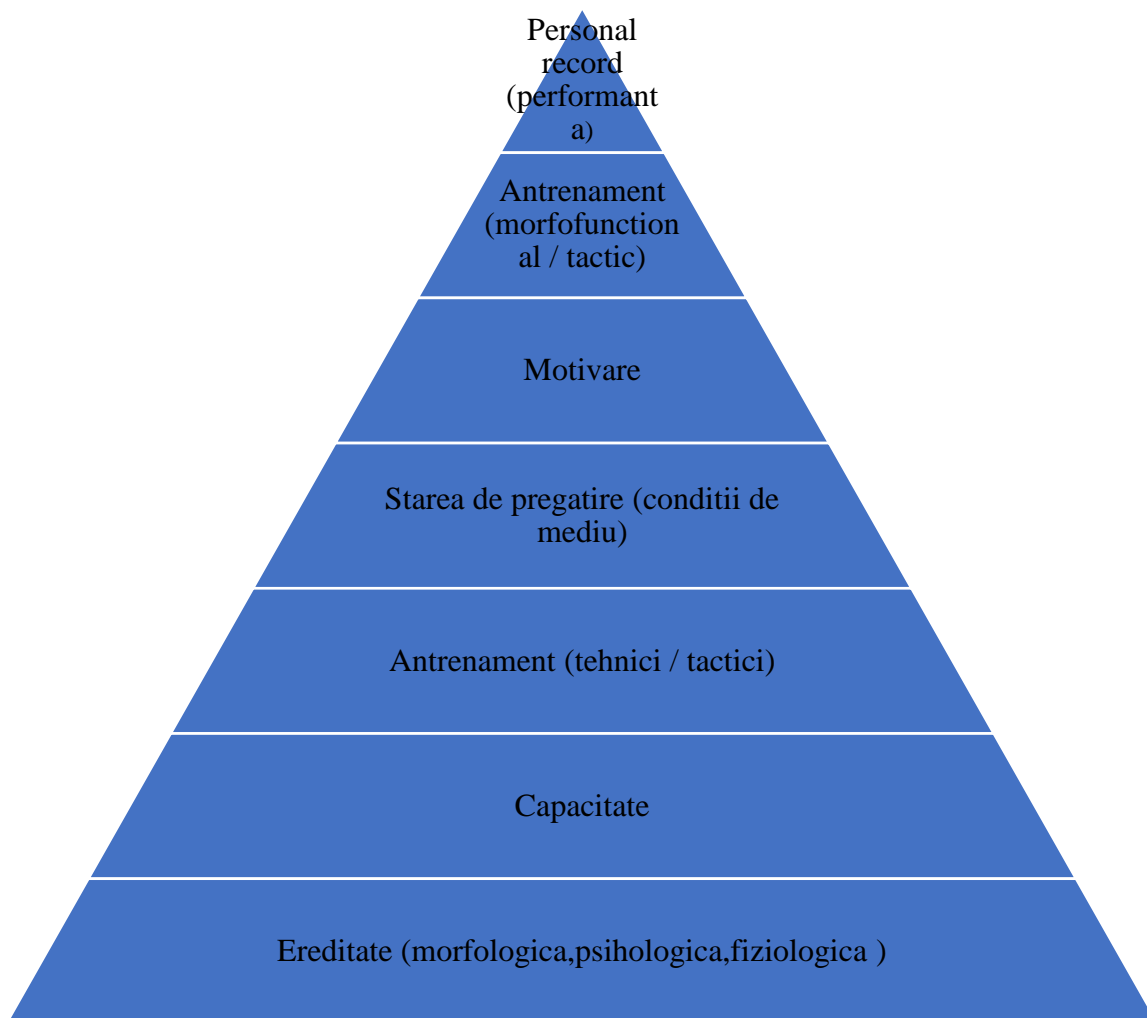 Personal
record
(performant
a)
Antrenament
(morfofunction
al / tactic)
Motivare
Starea de pregatire (conditii de
mediu)
Antrenament (tehnici / tactici)
Capacitate
Ereditate (morfologica,psihologica,fiziologica )